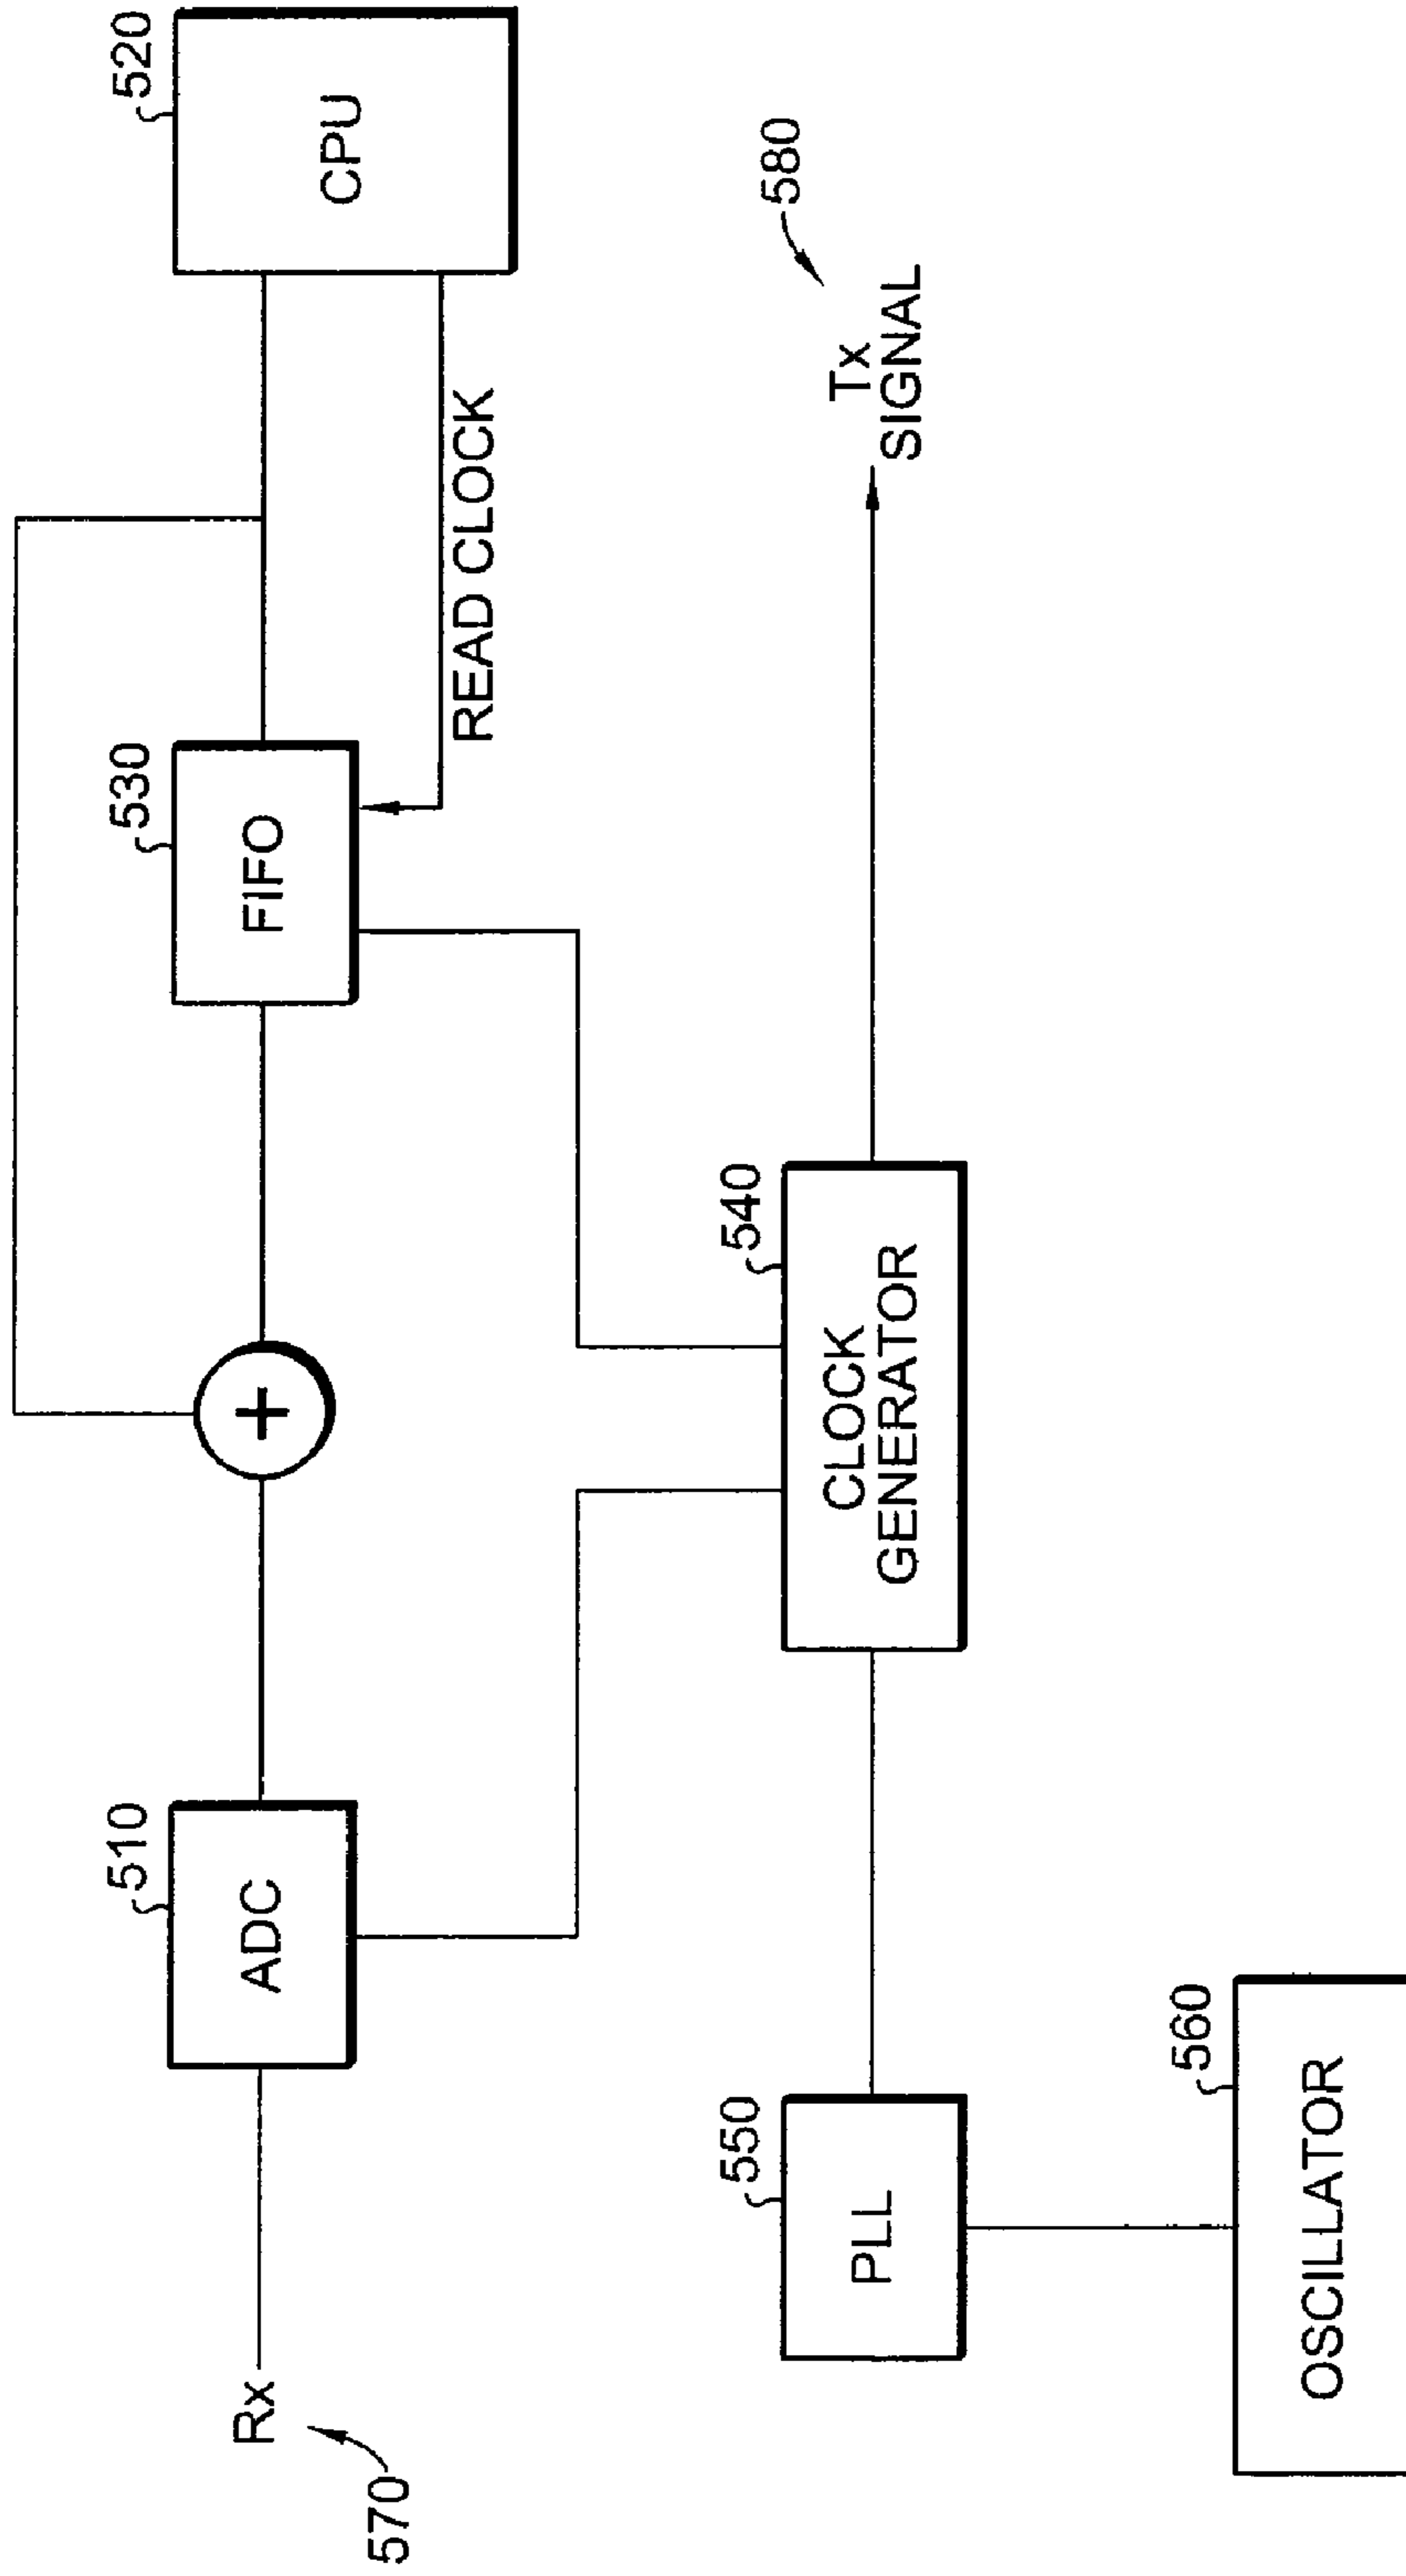 520
CPU
530
FIFO
READ CLOCK
510
ADC
Rx
570
580
Tx
SIGNAL
540
CLOCK
GENERATOR
550
PLL
560
OSCILLATOR
+